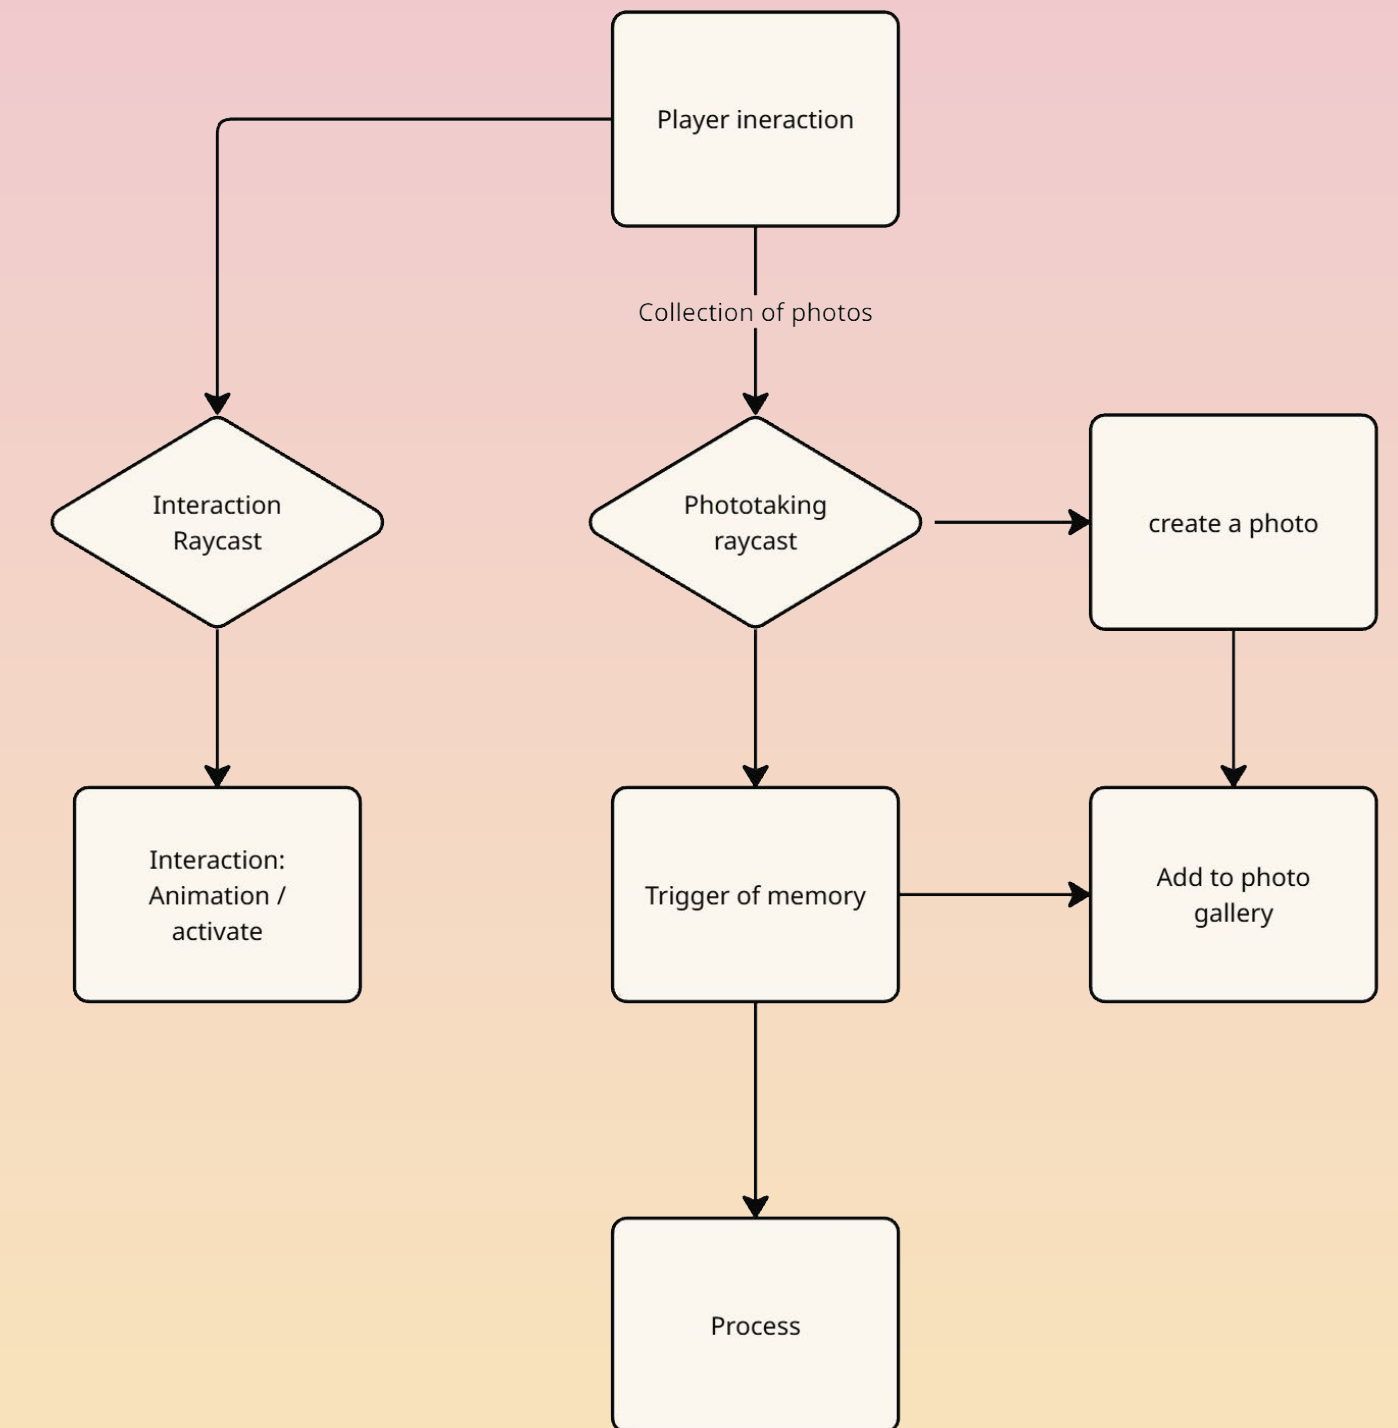 Player ineraction
Collection of photos
Interaction
Raycast
Phototaking
raycast
create a photo
Interaction:
Animation /
activate
Trigger of memory
Add to photo
gallery
Process